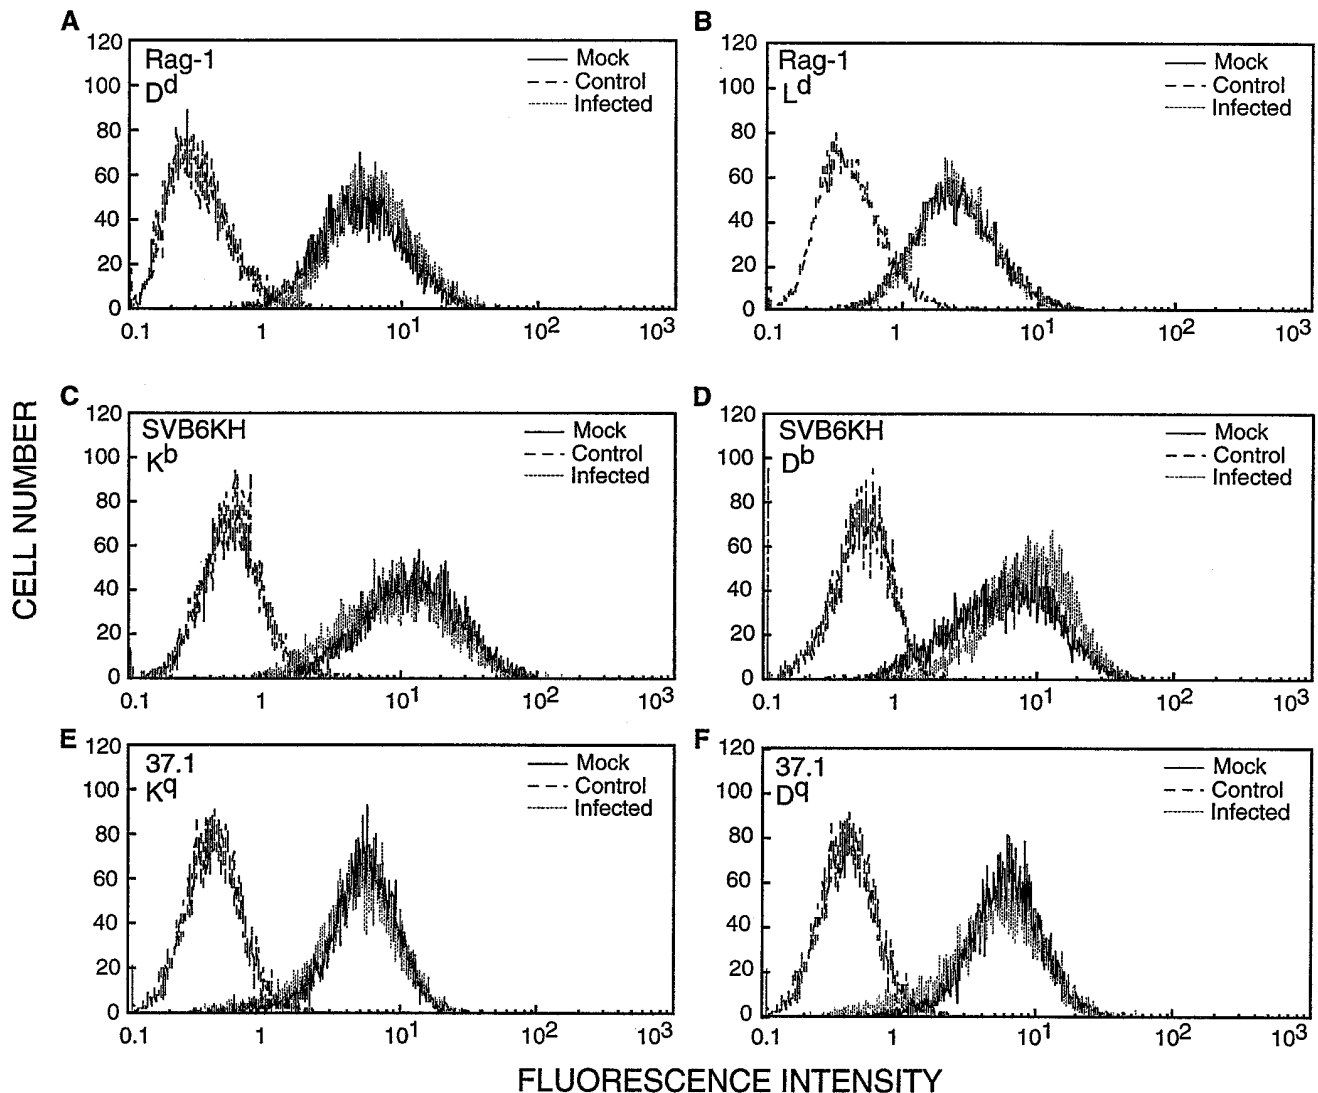 A
Rag-1
Dd
Mock
Control
Infected
120
100
80
60
40
20
0
0.1 1 10¹ 10² 10³
B
Rag-1
Ld
Mock
Control
Infected
120
100
80
60
40
20
0
0.1 1 10¹ 10² 10³
CELL NUMBER
C
SVB6KH
Kb
Mock
Control
Infected
120
100
80
60
40
20
0
0.1 1 10¹ 10² 10³
D
SVB6KH
Db
Mock
Control
Infected
120
100
80
60
40
20
0
0.1 1 10¹ 10² 10³
E
37.1
Kq
Mock
Control
Infected
120
100
80
60
40
20
0
0.1 1 10¹ 10² 10³
F
37.1
Dq
Mock
Control
Infected
120
100
80
60
40
20
0
0.1 1 10¹ 10² 10³
FLUORESCENCE INTENSITY